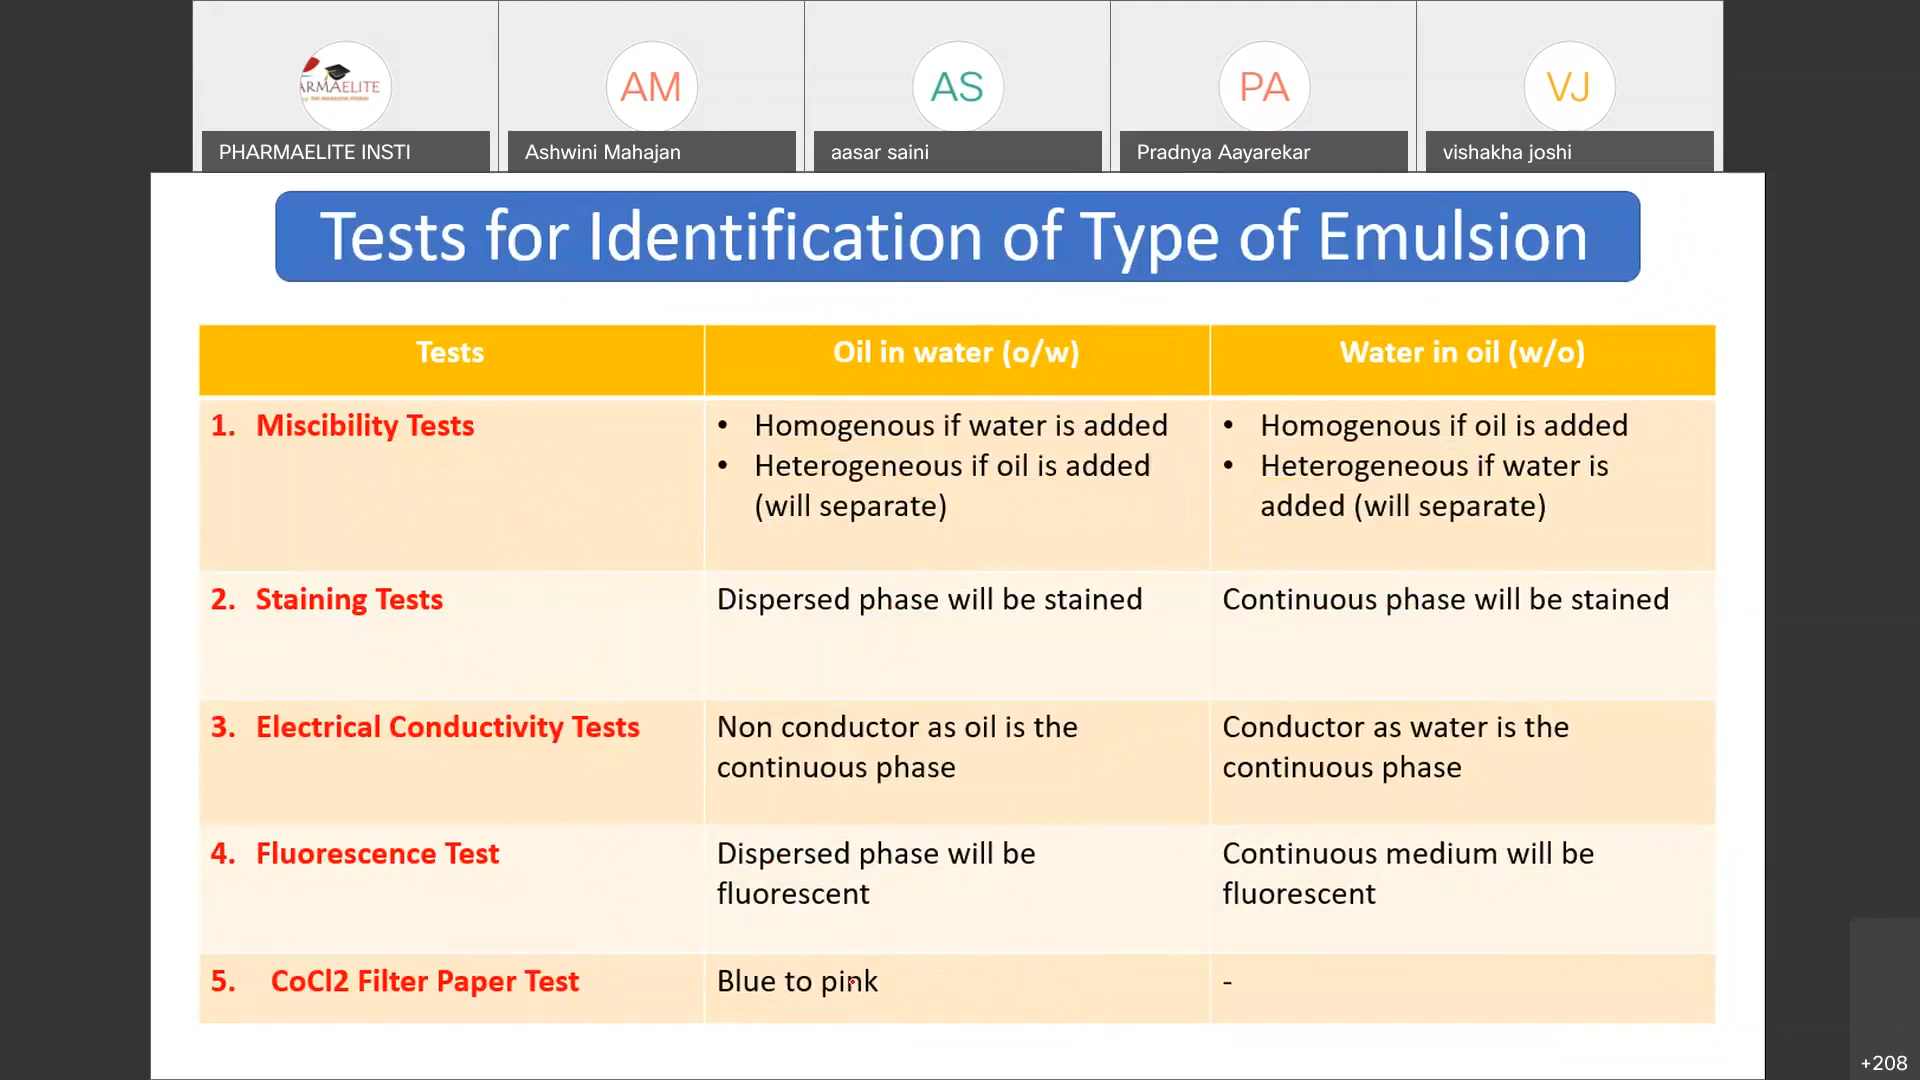 ARMAELITE
AM
AS
PA
VJ
PHARMAELITE INSTI
Ashwini Mahajan
aasar saini
Pradnya Aayarekar
vishakha joshi
Tests for Identification of Type of Emulsion
Tests
Oil in water (o/w)
Water in oil (w/o)
1. Miscibility Tests
• Homogenous if water is added
• Heterogeneous if oil is added
(will separate)
• Homogenous if oil is added
• Heterogeneous if water is
added (will separate)
2. Staining Tests
Dispersed phase will be stained
Continuous phase will be stained
3. Electrical Conductivity Tests
Non conductor as oil is the
continuous phase
Conductor as water is the
continuous phase
4. Fluorescence Test
Dispersed phase will be
fluorescent
Continuous medium will be
fluorescent
5. CoCl2 Filter Paper Test
Blue to pink
-
+208